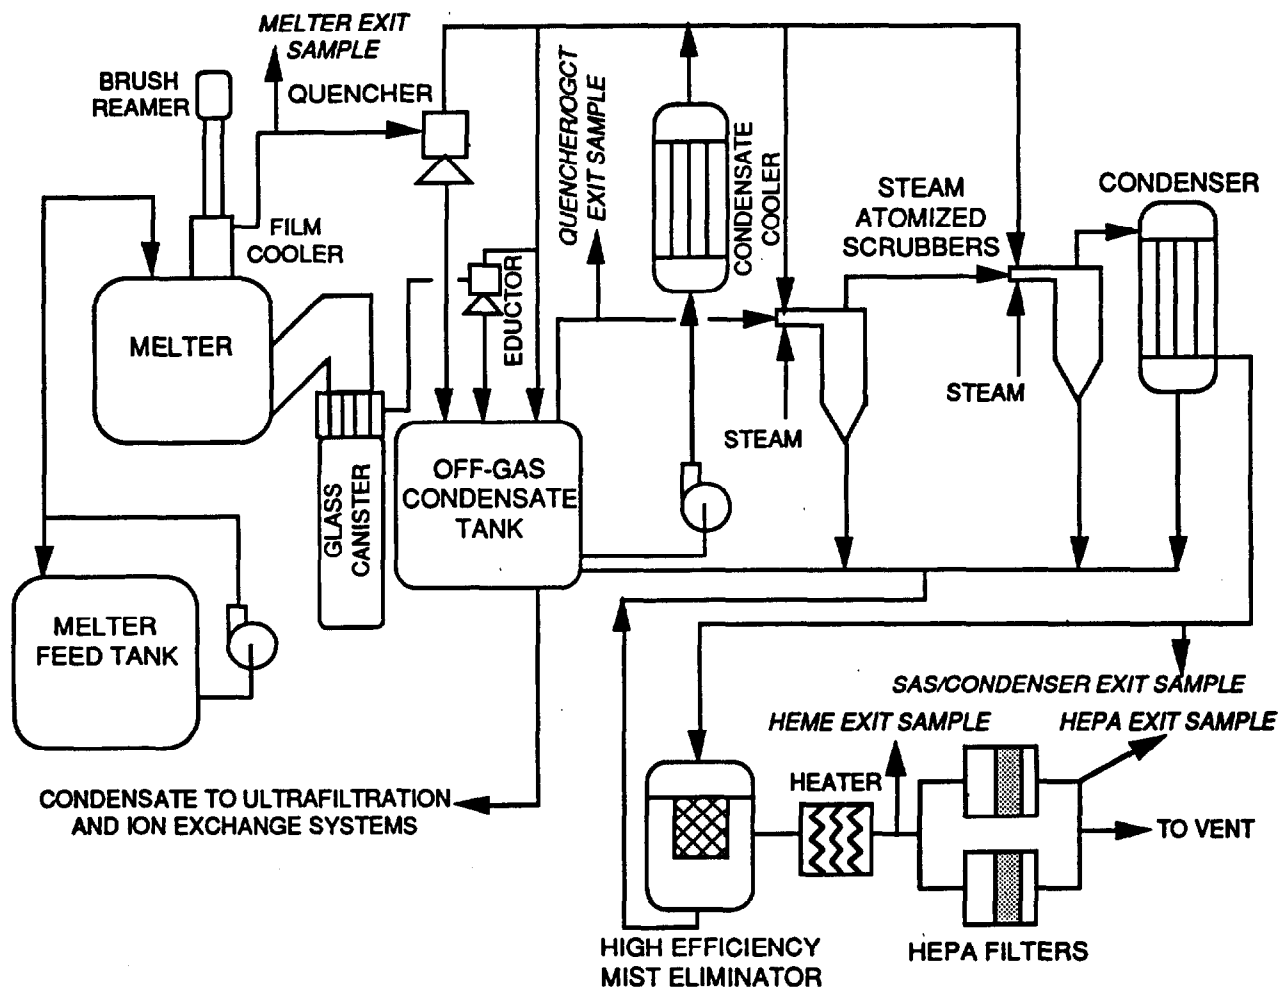 MELTER EXIT
SAMPLE
BRUSH
REAMER
QUENCHER
QUENCHER/OGCT
EXIT SAMPLE
CONDENSATE
COOLER
STEAM
ATOMIZED
SCRUBBERS
CONDENSER
FILM
COOLER
EDUCTOR
MELTER
STEAM
STEAM
GLASS
CANISTER
OFF-GAS
CONDENSATE
TANK
MELTER
FEED TANK
SAS/CONDENSER EXIT SAMPLE
HEME EXIT SAMPLE
HEPA EXIT SAMPLE
HEATER
CONDENSATE TO ULTRAFILTRATION
AND ION EXCHANGE SYSTEMS
TO VENT
HIGH EFFICIENCY
MIST ELIMINATOR
HEPA FILTERS